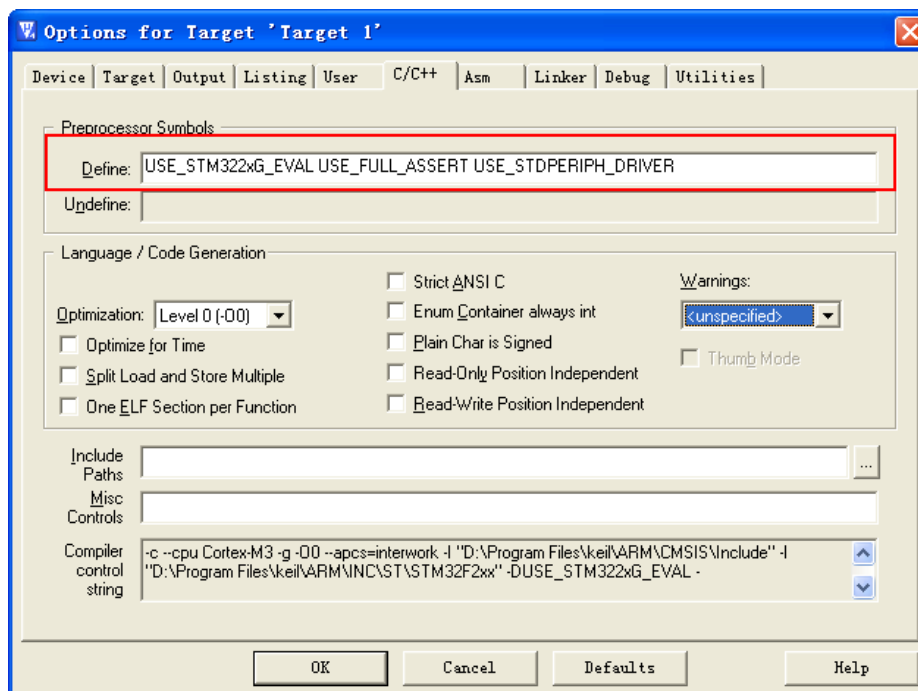 Options for Target 'Target 1'
Device Target Output Listing User C/C++ Asm Linker Debug Utilities
Preprocessor Symbols
Define: USE_STM322xG_EVAL USE_FULL_ASSERT USE_STDPERIPH_DRIVER
Undefine:
Language / Code Generation
Strict ANSI C
Warnings:
Optimization: Level 0 (-O0)
Enum Container always int
<unspecified>
Optimize for Time
Plain Char is Signed
Thumb Mode
Split Load and Store Multiple
Read-Only Position Independent
One ELF Section per Function
Read-Write Position Independent
Include
Paths
...
Misc
Controls
Compiler
control
string
-c --cpu Cortex-M3 -g -O0 --apcs=interwork -I "D:\Program Files\keil\ARM\CMSIS\Include" -I
"D:\Program Files\keil\ARM\INC\ST\STM32F2xx" -DUSE_STM322xG_EVAL -
OK Cancel Defaults Help